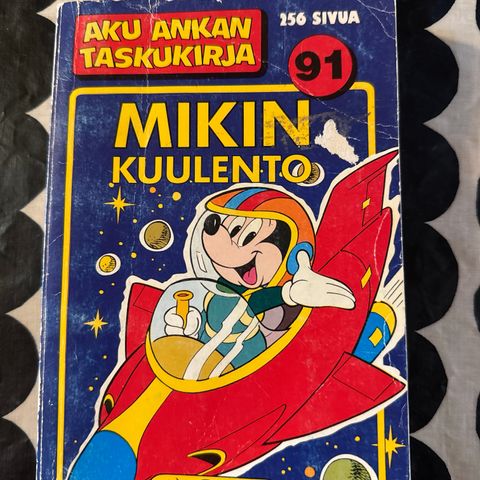 AKU ANKAN
TASKUKIRJA
256 SIVUA
91
MIKIN
KUULENTO